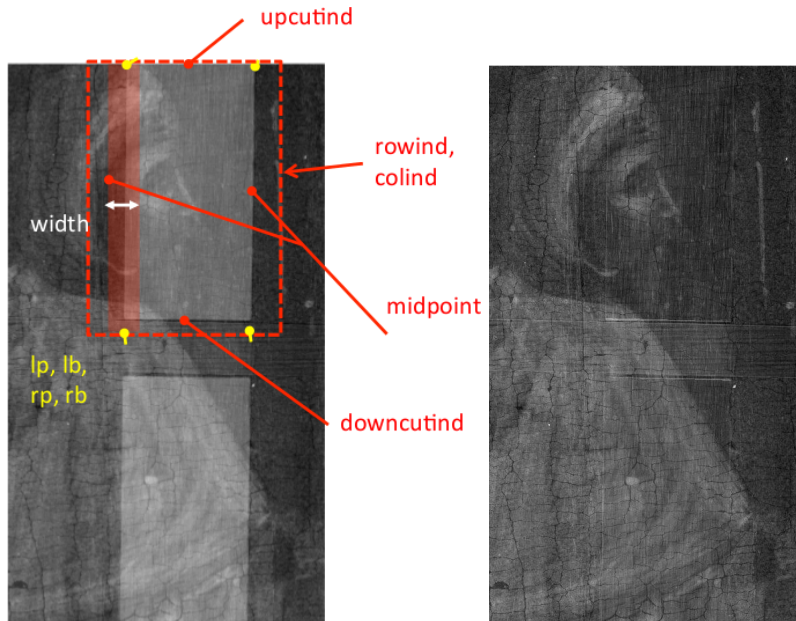 upcutind
rowind,
colind
width
midpoint
lp, lb,
rp, rb
downcutind